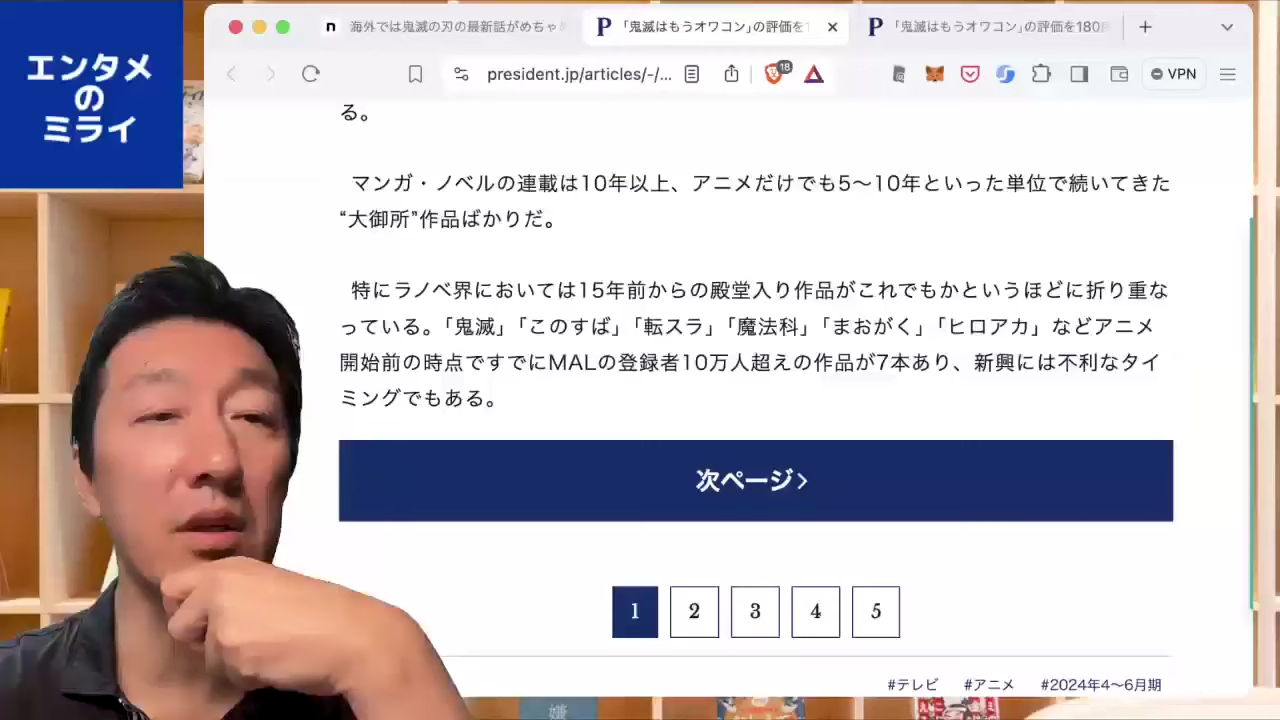 エンタメ
の
ミライ
n 海外では鬼滅の刃の最新話がめちゃ
P 「鬼滅はもうオワコン」の評価を1
P 「鬼滅はもうオワコン」の評価を180
president.jp/articles/-/...
18
VPN
る。
マンガ・ノベルの連載は10年以上、アニメだけでも5〜10年といった単位で続いてきた
“大御所”作品ばかりだ。
特にラノベ界においては15年前からの殿堂入り作品がこれでもかというほどに折り重な
っている。「鬼滅」「このすば」「転スラ」「魔法科」「まおがく」「ヒロアカ」などアニメ
開始前の時点ですでにMALの登録者10万人超えの作品が7本あり、新興には不利なタイ
ミングでもある。
次ページ>
1 2 3 4 5
#テレビ #アニメ #2024年4〜6月期
嫌